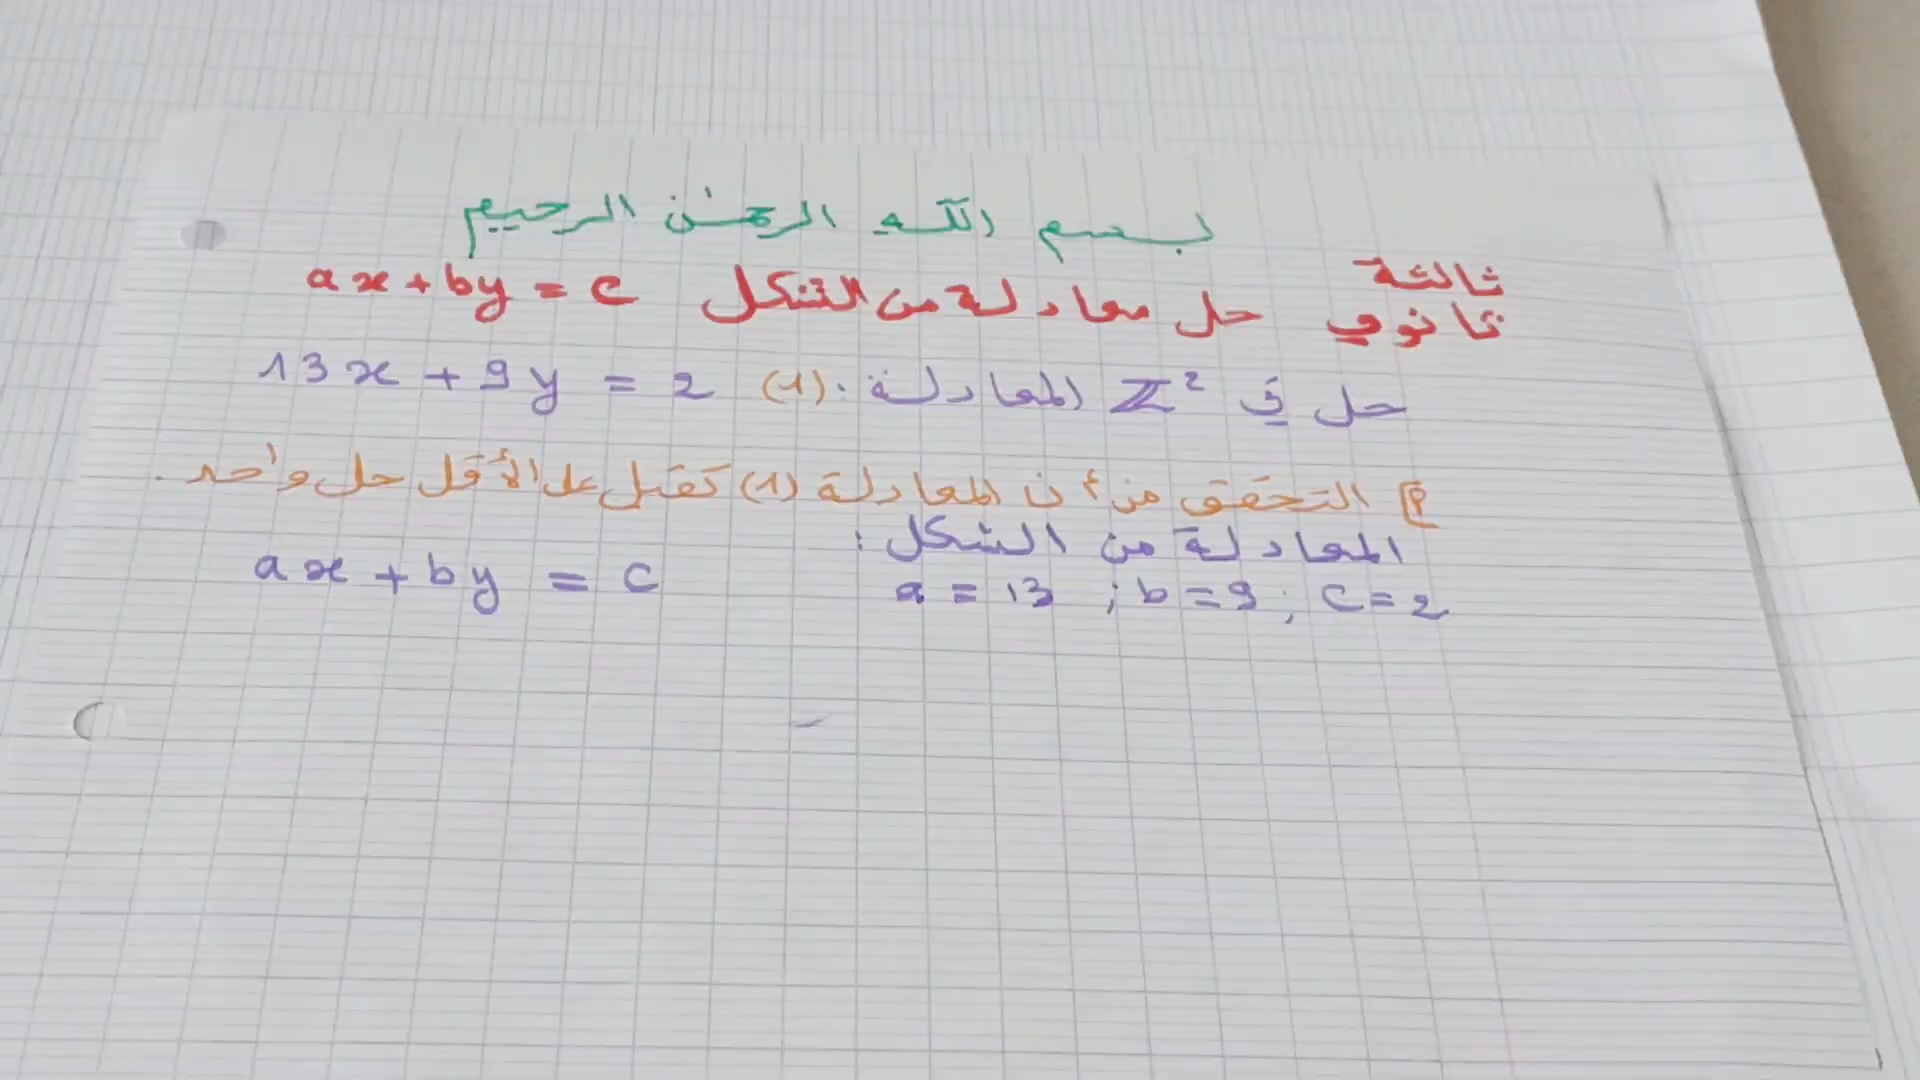 بسم الله الرحمن الرحيم
ثالثة ثانوي حل معادلة من الشكل ax + by = c
حل في ℤ² المعادلة: (1) 13x + 9y = 2
أ] التحقق من أن المعادلة (1) تقبل على الأقل حل واحد.
المعادلة من الشكل: ax + by = c
a = 13 ; b = 9 ; c = 2